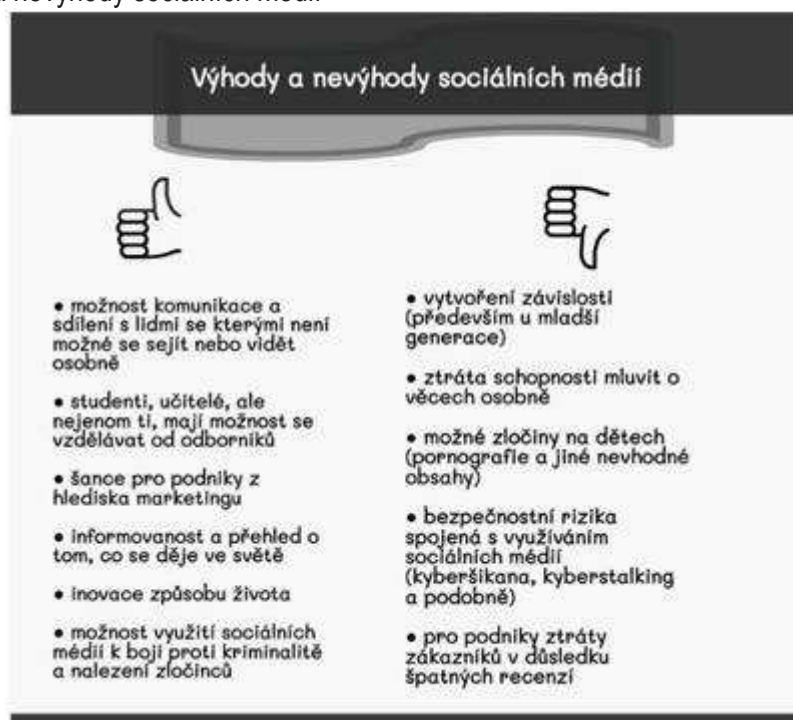 nevýhody sociálních médií
Výhody a nevýhody sociálních médií
• možnost komunikace a
sdílení s lidmi se kterými není
možné se sejít nebo vidět
osobně
• studenti, učitelé, ale
nejenom ti, mají možnost se
vzdělávat od odborníků
• šance pro podniky z
hlediska marketingu
• informovanost a přehled o
tom, co se děje ve světě
• inovace způsobu života
• možnost využití sociálních
médií k boji proti kriminalitě
a nalezení zločinců
• vytvoření závislosti
(především u mladší
generace)
• ztráta schopnosti mluvit o
věcech osobně
• možné zločiny na dětech
(pornografie a jiné nevhodné
obsahy)
• bezpečnostní rizika
spojená s využíváním
sociálních médií
(kyberšikana, kyberstalking
a podobně)
• pro podniky ztráty
zákazníků v důsledku
špatných recenzí